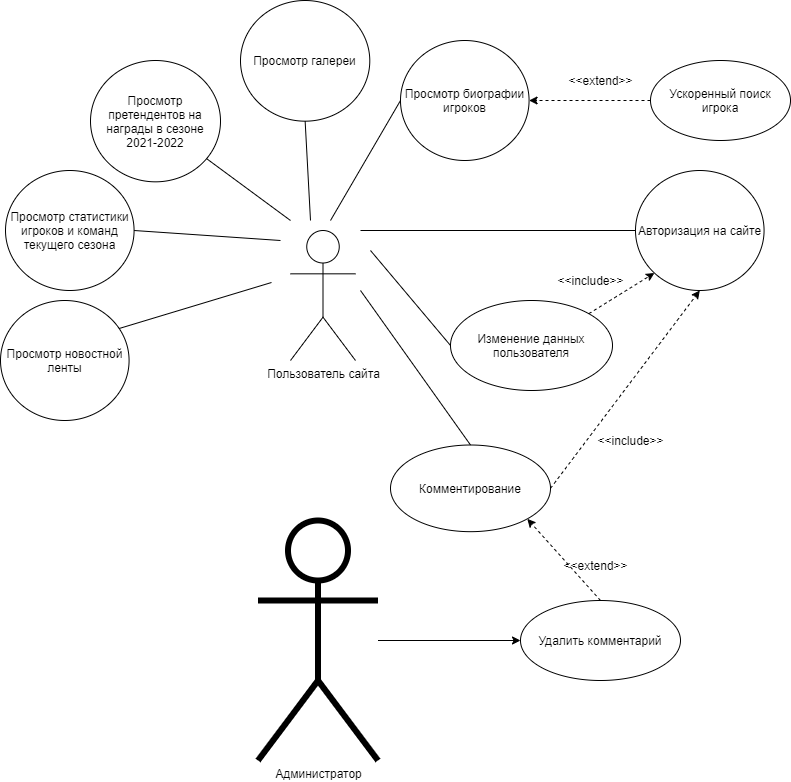 Просмотр галереи
Просмотр биографии
игроков
<<extend>>
Ускоренный поиск
игрока
Просмотр
претендентов на
награды в сезоне
2021-2022
Просмотр статистики
игроков и команд
текущего сезона
Авторизация на сайте
<<include>>
Просмотр новостной
ленты
Изменение данных
пользователя
Пользователь сайта
<<include>>
Комментирование
<<extend>>
Удалить комментарий
Администратор